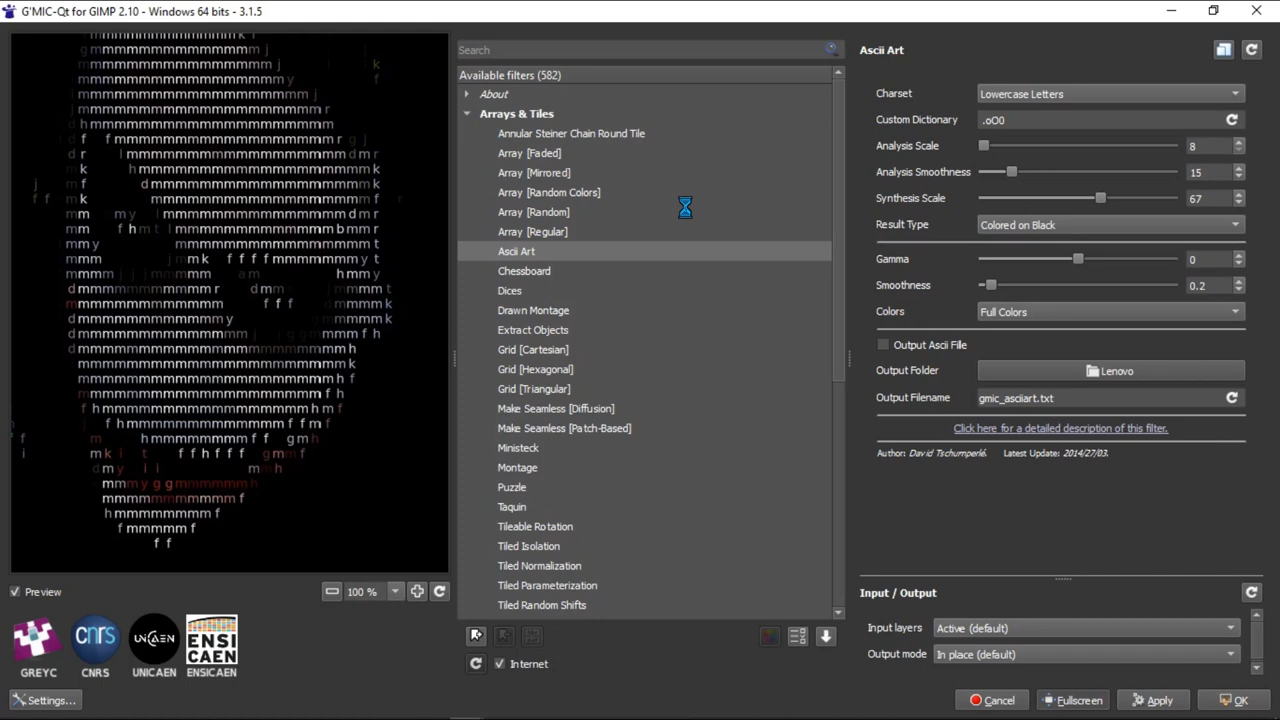 G'MIC-Qt for GIMP 2.10 - Windows 64 bits - 3.1.5
Search
Available filters (582)
About
Arrays & Tiles
Annular Steiner Chain Round Tile
Array [Faded]
Array [Mirrored]
Array [Random Colors]
Array [Random]
Array [Regular]
Ascii Art
Chessboard
Dices
Drawn Montage
Extract Objects
Grid [Cartesian]
Grid [Hexagonal]
Grid [Triangular]
Make Seamless [Diffusion]
Make Seamless [Patch-Based]
Ministeck
Montage
Puzzle
Taquin
Tileable Rotation
Tiled Isolation
Tiled Normalization
Tiled Parameterization
Tiled Random Shifts
Internet
Preview
100 %
GREYC
cnrs
CNRS
UNICAEN
UNICAEN
ENSI
CAEN
ENSICAEN
Settings...
Ascii Art
Charset Lowercase Letters
Custom Dictionary .oO0
Analysis Scale 8
Analysis Smoothness 15
Synthesis Scale 67
Result Type Colored on Black
Gamma 0
Smoothness 0.2
Colors Full Colors
Output Ascii File
Output Folder Lenovo
Output Filename gmic_asciiart.txt
Click here for a detailed description of this filter.
Author: David Tschumperlé. Latest Update: 2014/27/03.
Input / Output
Input layers Active (default)
Output mode In place (default)
Cancel Fullscreen Apply OK